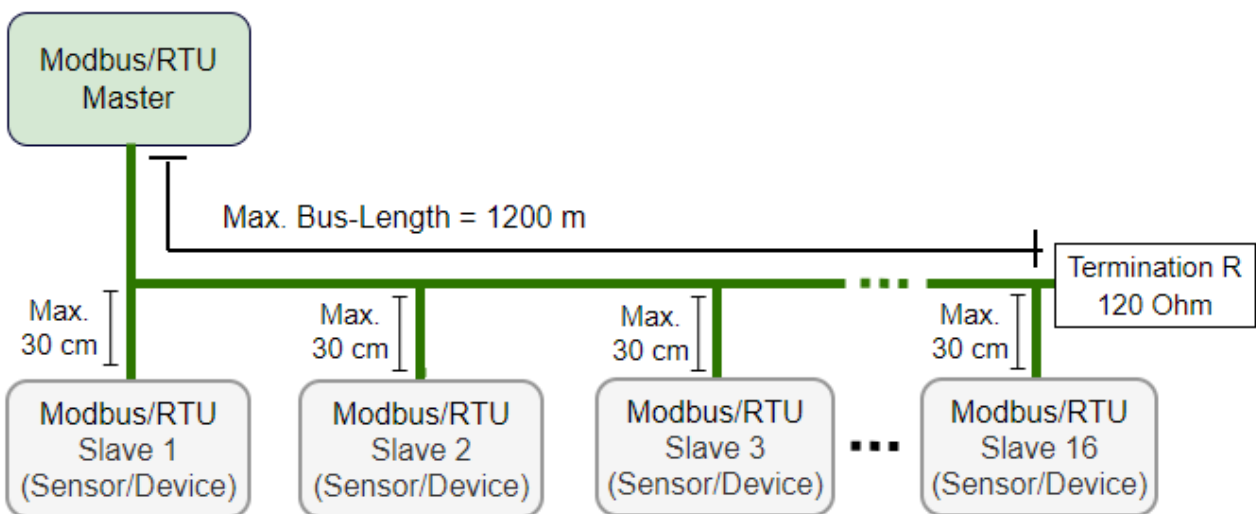 Modbus/RTU
Master
Max. Bus-Length = 1200 m
Termination R
120 Ohm
Max.
30 cm
Max.
30 cm
Max.
30 cm
Max.
30 cm
Modbus/RTU
Slave 1
(Sensor/Device)
Modbus/RTU
Slave 2
(Sensor/Device)
Modbus/RTU
Slave 3
(Sensor/Device)
Modbus/RTU
Slave 16
(Sensor/Device)